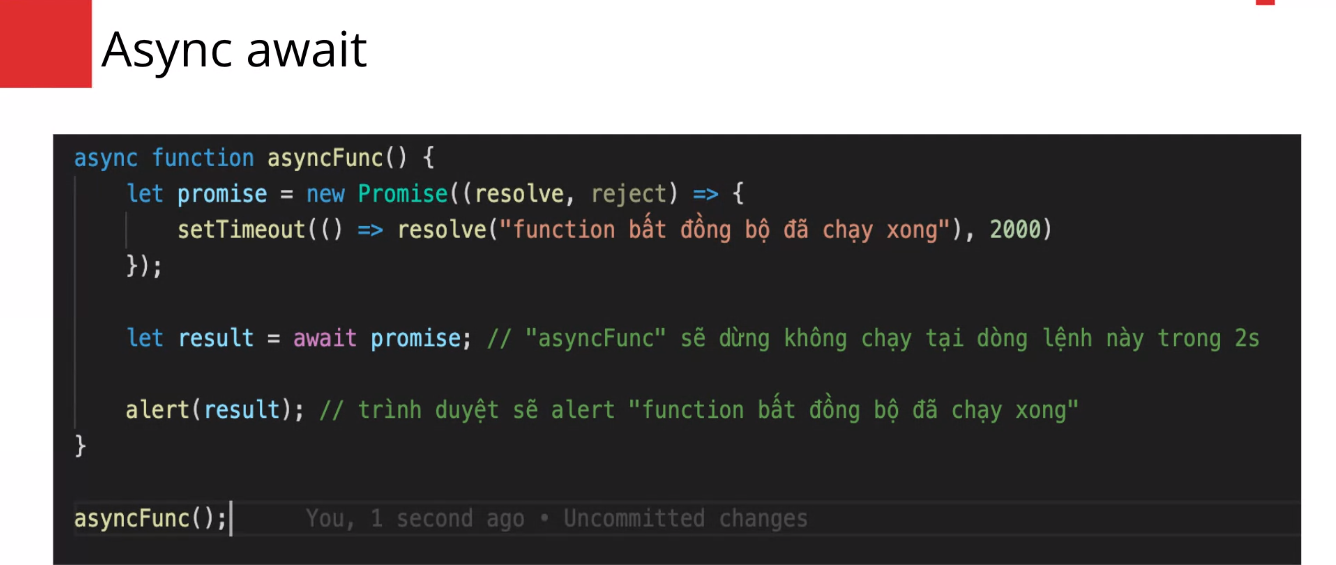 Async await
async function asyncFunc() {
let promise = new Promise((resolve, reject) => {
setTimeout(() => resolve("function bất đồng bộ đã chạy xong"), 2000)
});
let result = await promise; // "asyncFunc" sẽ dừng không chạy tại dòng lệnh này trong 2s
alert(result); // trình duyệt sẽ alert "function bất đồng bộ đã chạy xong"
}
asyncFunc(); You, 1 second ago • Uncommitted changes